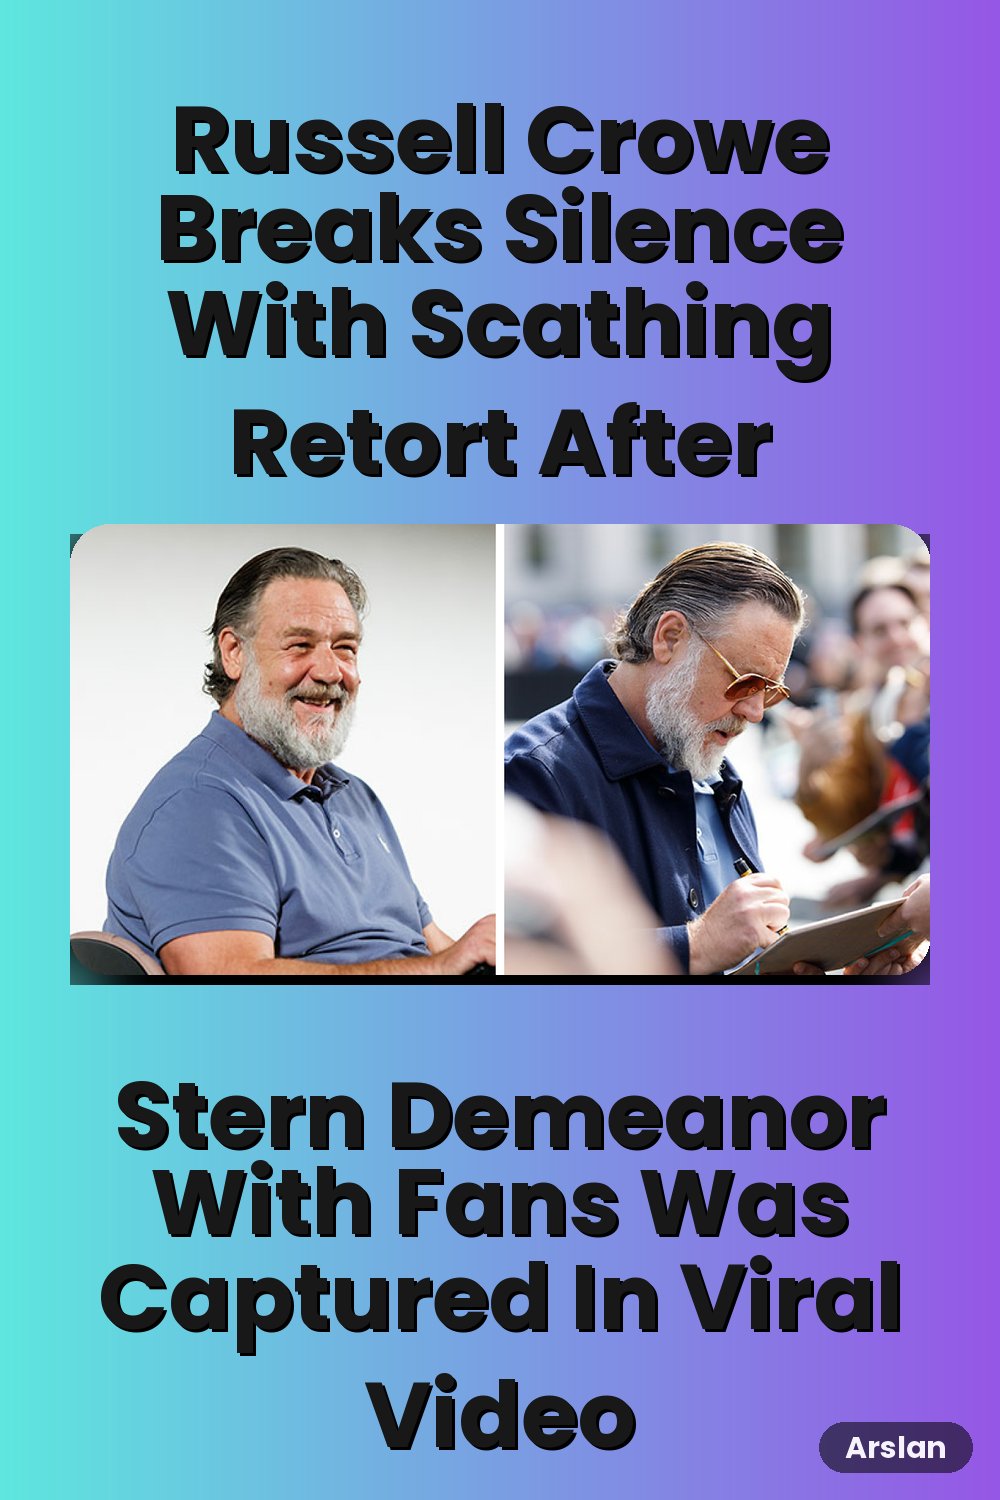 Russell Crowe
Breaks Silence
With Scathing
Retort After
Stern Demeanor
With Fans Was
Captured In Viral
Video
Arslan